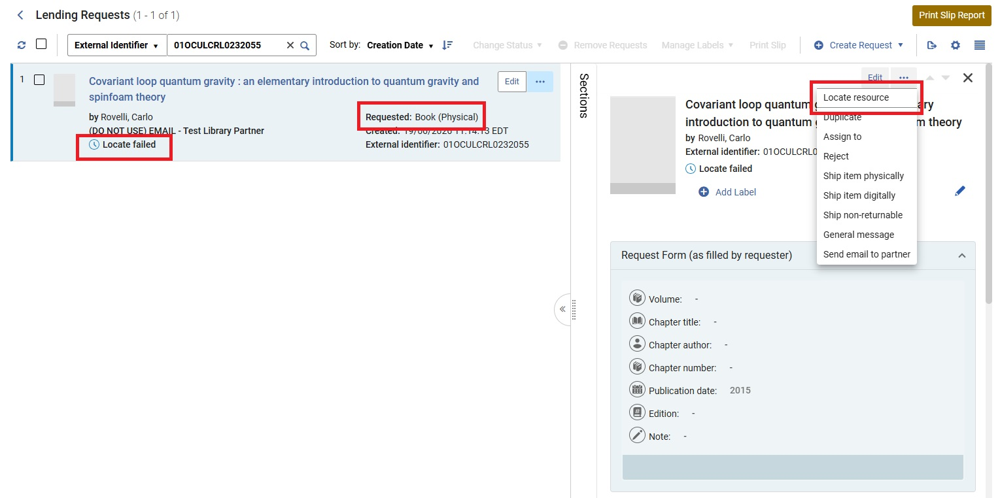 Lending Requests (1 - 1 of 1)
Print Slip Report
External Identifier 01OCULCRL0232055 Sort by: Creation Date Change Status Remove Requests Manage Labels Print Slip Create Request
1
Covariant loop quantum gravity : an elementary introduction to quantum gravity and
spinfoam theory
Edit
by Rovelli, Carlo
Requested: Book (Physical)
(DO NOT USE) EMAIL - Test Library Partner
Created: 19/06/2020 11:14:13 EDT
Locate failed
External identifier: 01OCULCRL0232055
Sections
Edit
Covariant loop quantum g ary
introduction to quantum g m theory
by Rovelli, Carlo
External identifier: 01OCULCRL0
Locate failed
Add Label
Locate resource
Duplicate
Assign to
Reject
Ship item physically
Ship item digitally
Ship non-returnable
General message
Send email to partner
Request Form (as filled by requester)
Volume: -
Chapter title: -
Chapter author: -
Chapter number: -
Publication date: 2015
Edition: -
Note: -